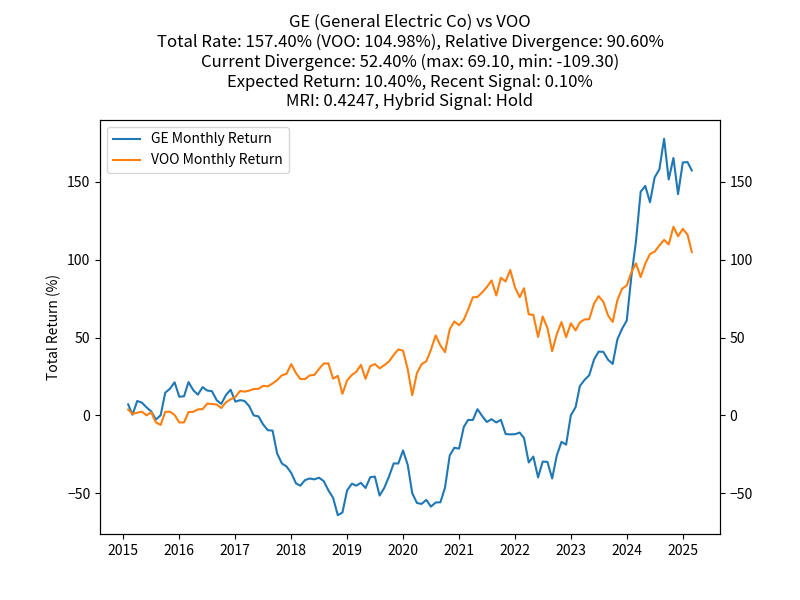 GE (General Electric Co) vs VOO
Total Rate: 157.40% (VOO: 104.98%), Relative Divergence: 90.60%
Current Divergence: 52.40% (max: 69.10, min: -109.30)
Expected Return: 10.40%, Recent Signal: 0.10%
MRI: 0.4247, Hybrid Signal: Hold
GE Monthly Return
VOO Monthly Return
Total Return (%)
150
100
50
0
−50
150
100
50
0
−50
2015 2016 2017 2018 2019 2020 2021 2022 2023 2024 2025